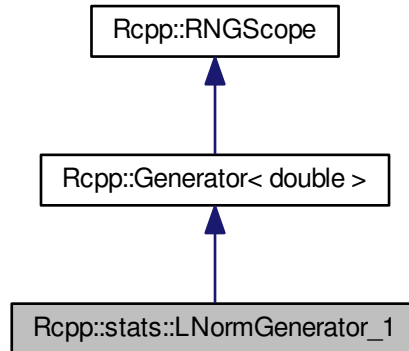 Rcpp::RNGScope
Rcpp::Generator< double >
Rcpp::stats::LNormGenerator_1